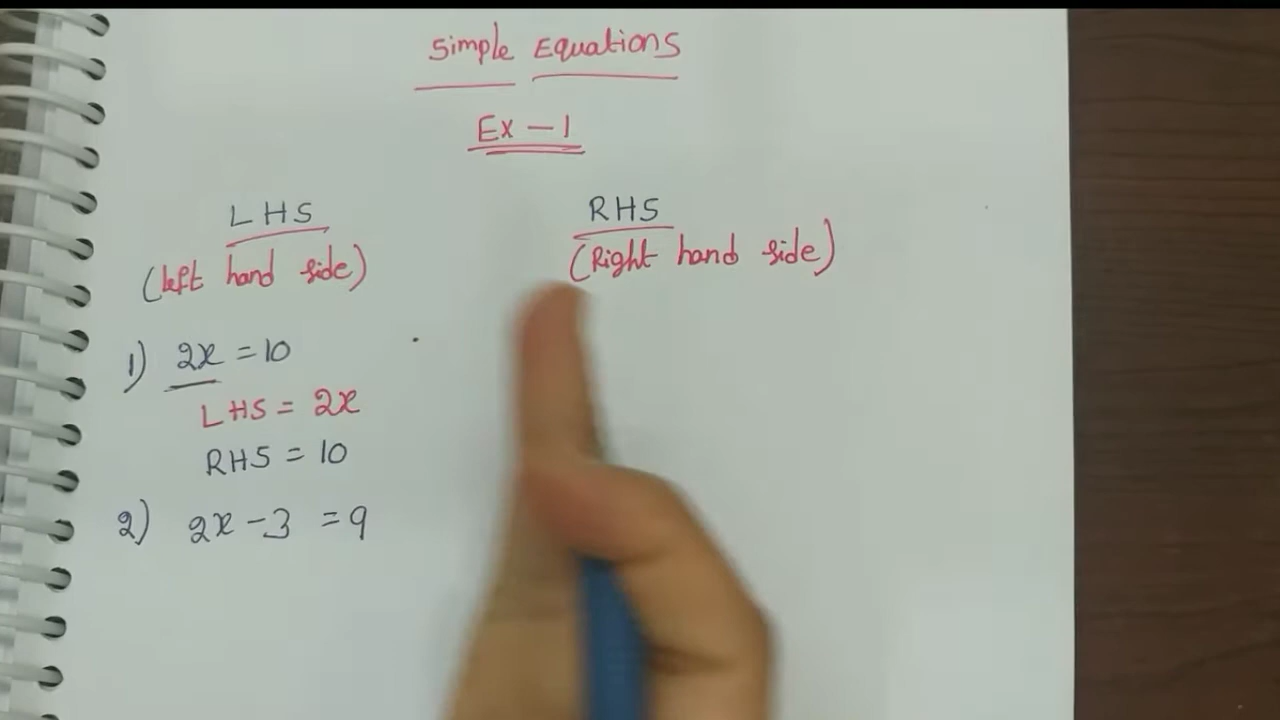 Simple Equations
Ex - 1
LHS RHS
(left hand side) (Right hand side)
1) 2x = 10
LHS = 2x
RHS = 10
2) 2x - 3 = 9